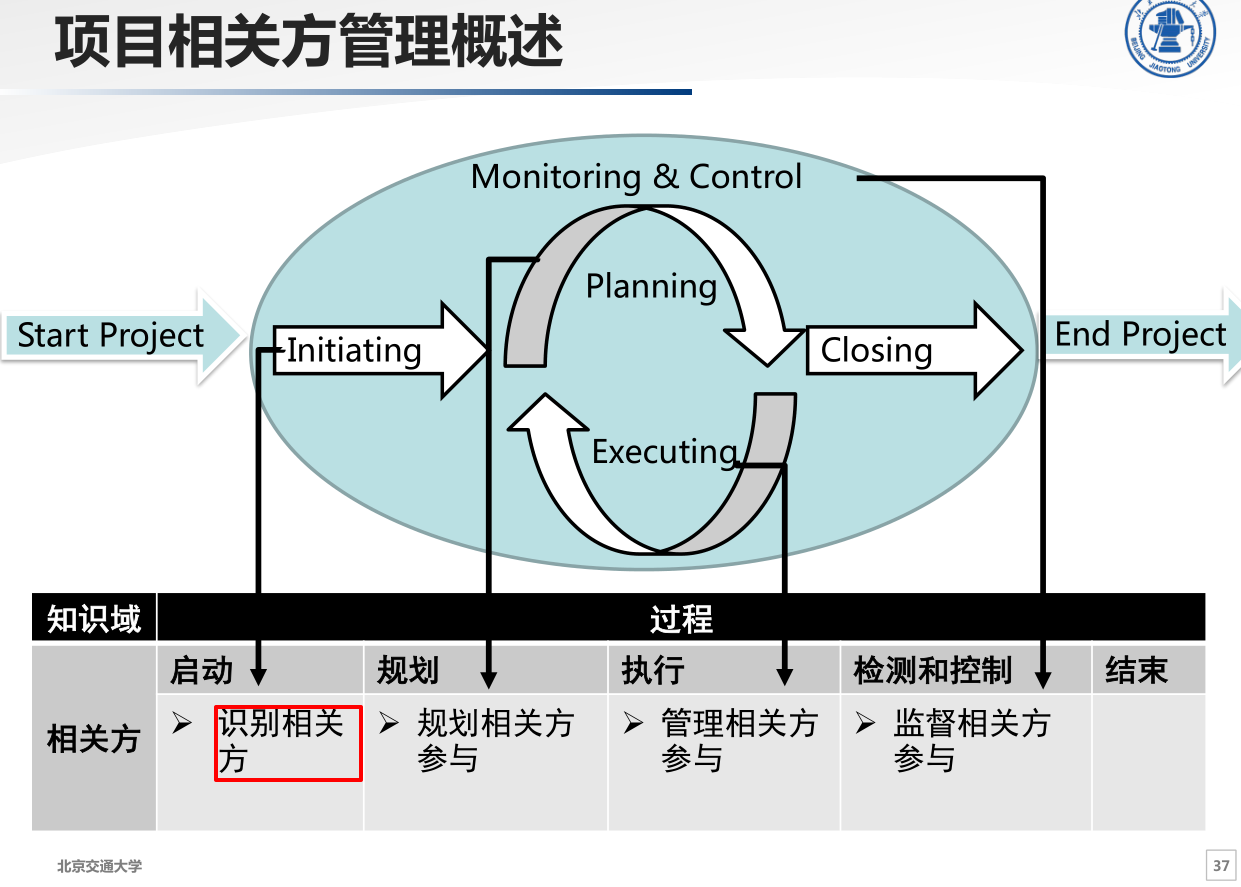 项目相关方管理概述
BEIJING JIAOTONG UNIVERSITY
Monitoring & Control
Planning
Start Project
Initiating
Closing
End Project
Executing
知识域
过程
启动
规划
执行
检测和控制
结束
相关方
➢ 识别相关
方
➢ 规划相关方
参与
➢ 管理相关方
参与
➢ 监督相关方
参与
北京交通大学
37